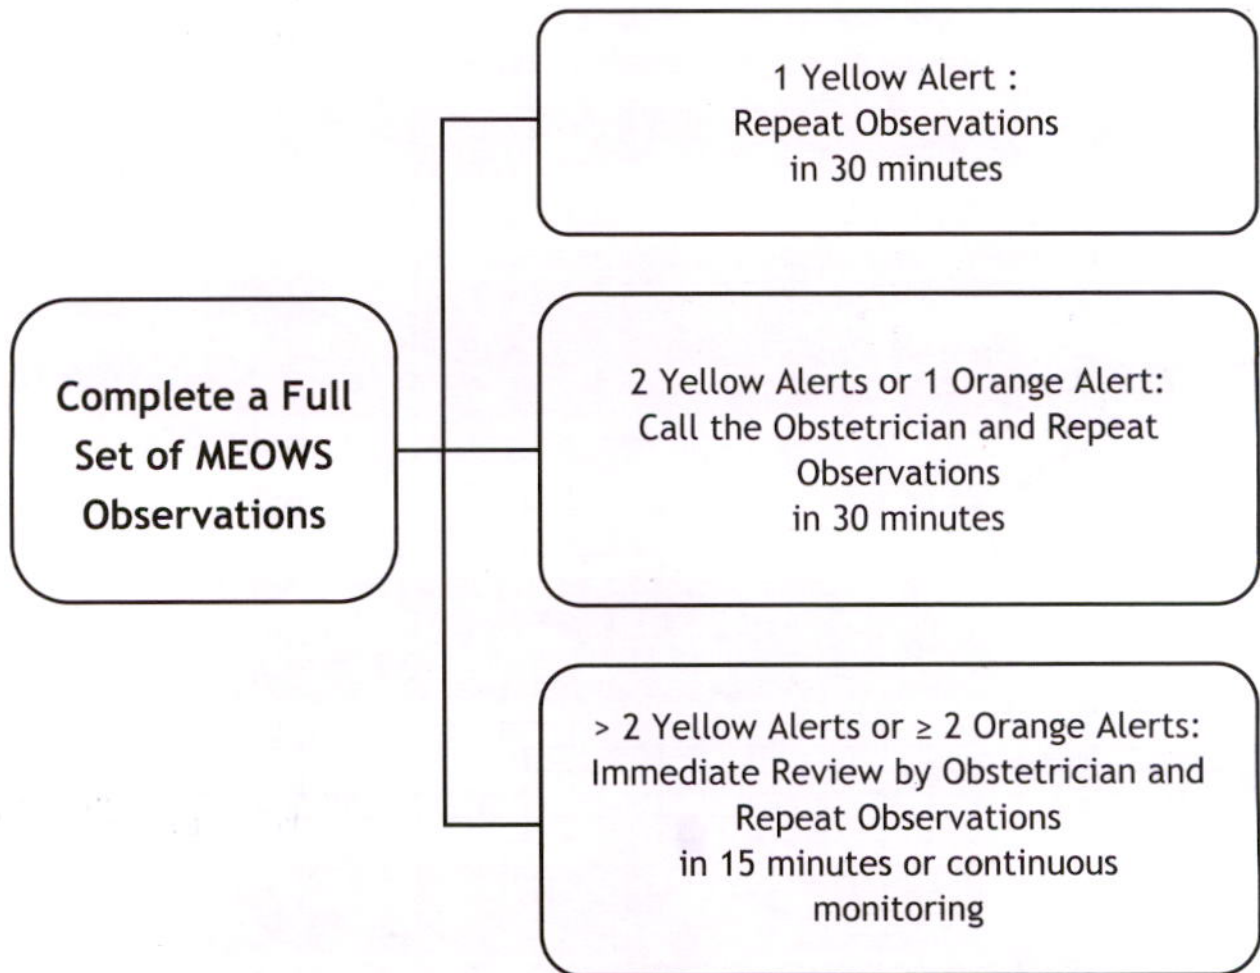 1 Yellow Alert :
Repeat Observations
in 30 minutes
Complete a Full
Set of MEOWS
Observations
2 Yellow Alerts or 1 Orange Alert:
Call the Obstetrician and Repeat
Observations
in 30 minutes
> 2 Yellow Alerts or ≥ 2 Orange Alerts:
Immediate Review by Obstetrician and
Repeat Observations
in 15 minutes or continuous
monitoring